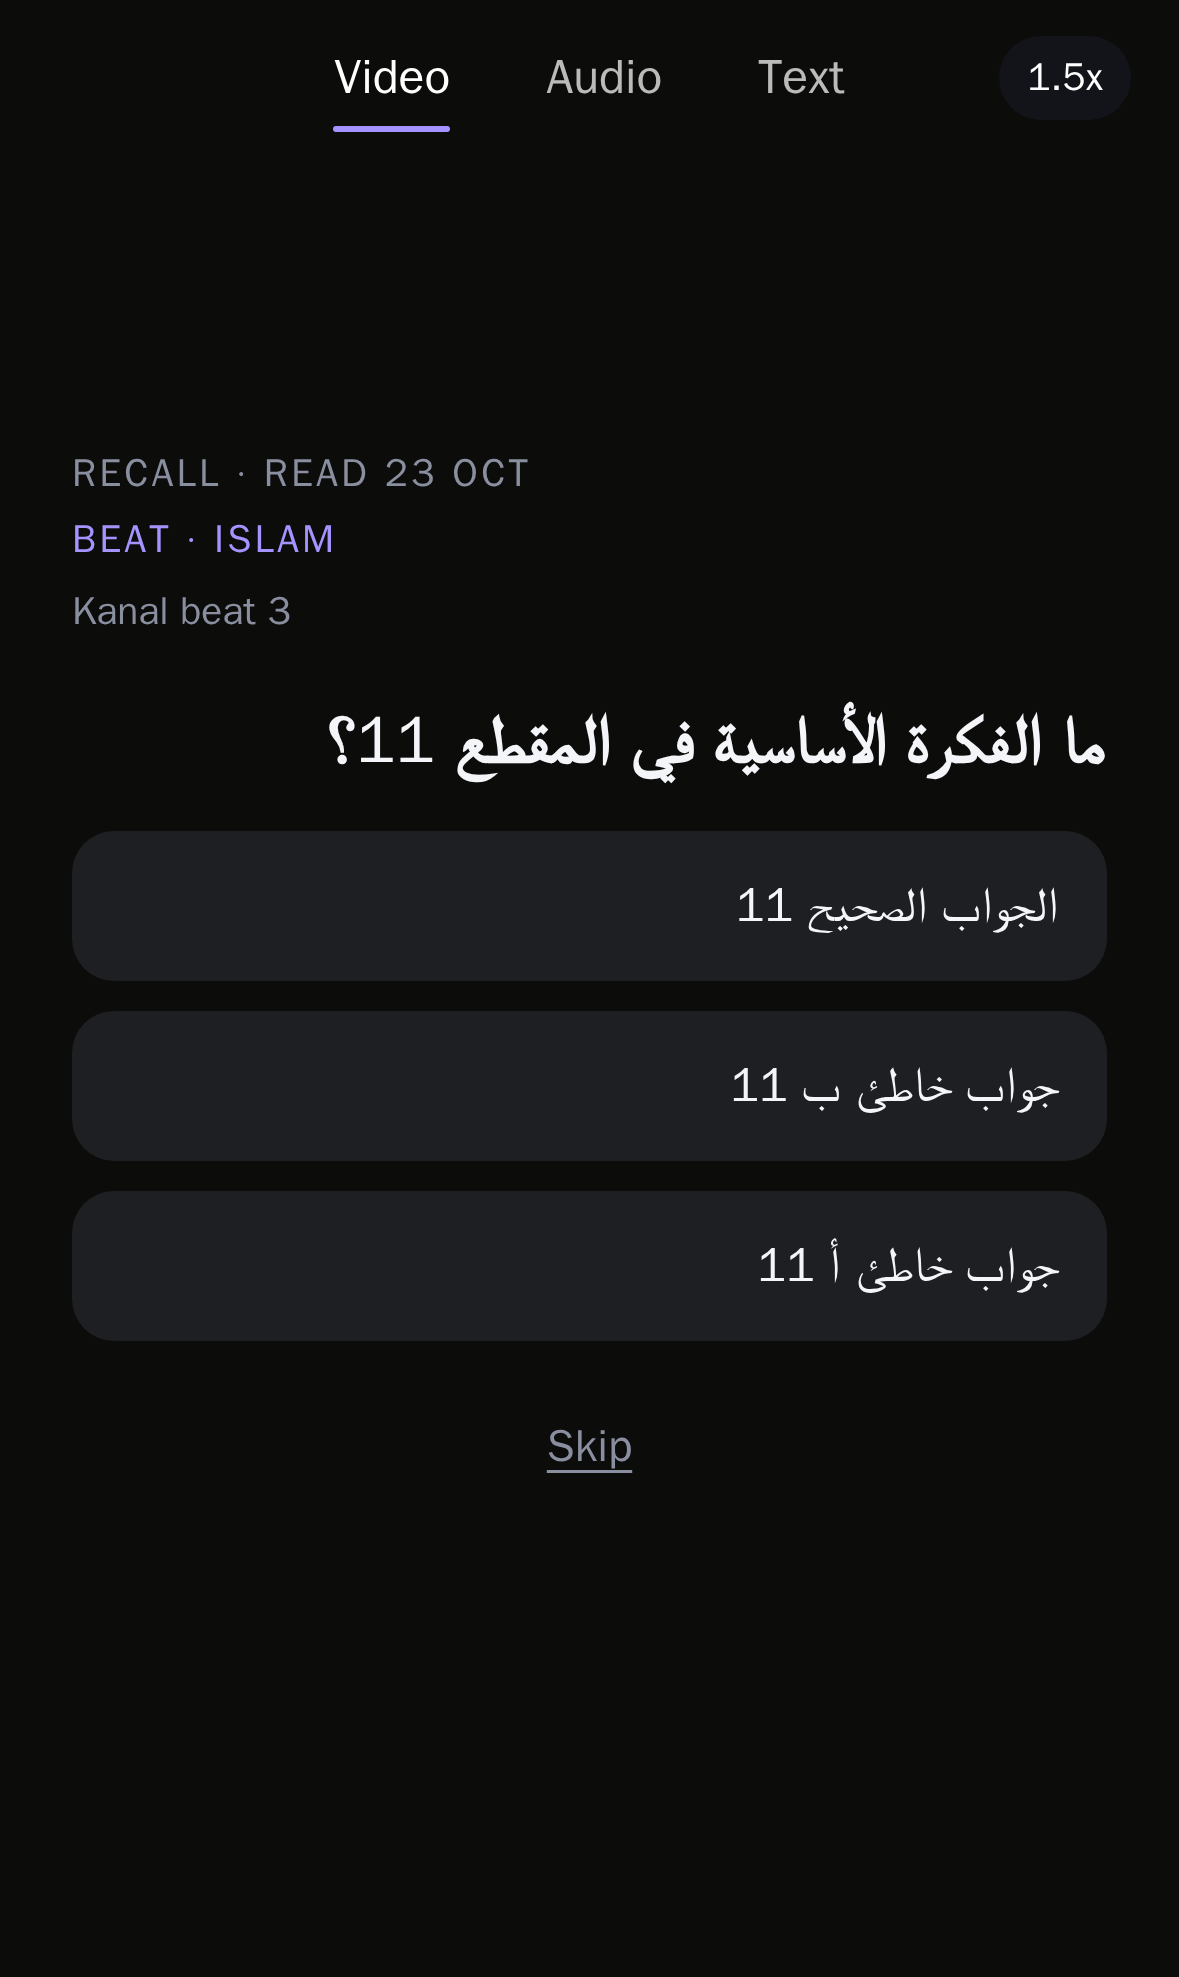 Video Audio Text 1.5x
RECALL · READ 23 OCT
BEAT · ISLAM
Kanal beat 3
ما الفكرة الأساسية في المقطع 11؟
الجواب الصحيح 11
جواب خاطئ ب 11
جواب خاطئ أ 11
Skip